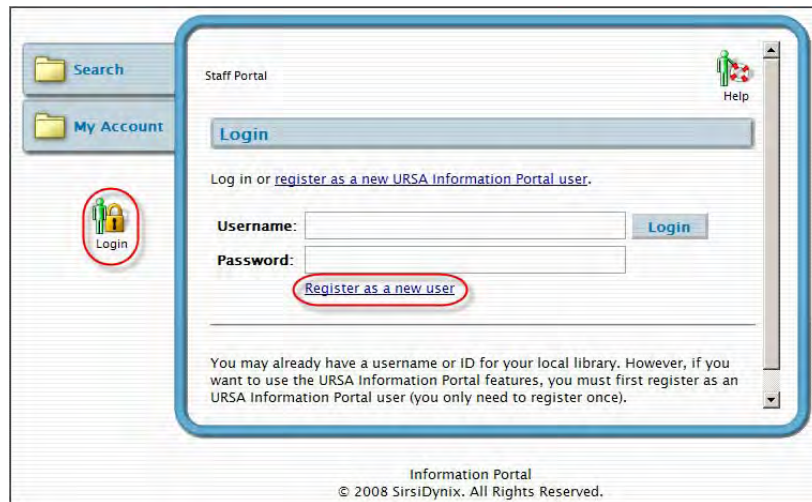 Search
My Account
Login
Staff Portal
Help
Login
Log in or register as a new URSA Information Portal user.
Username:
Login
Password:
Register as a new user
You may already have a username or ID for your local library. However, if you
want to use the URSA Information Portal features, you must first register as an
URSA Information Portal user (you only need to register once).
Information Portal
© 2008 SirsiDynix. All Rights Reserved.